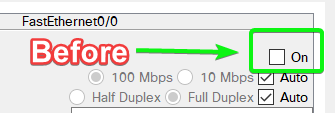 FastEthernet0/0
Before
On
100 Mbps 10 Mbps Auto
Half Duplex Full Duplex Auto